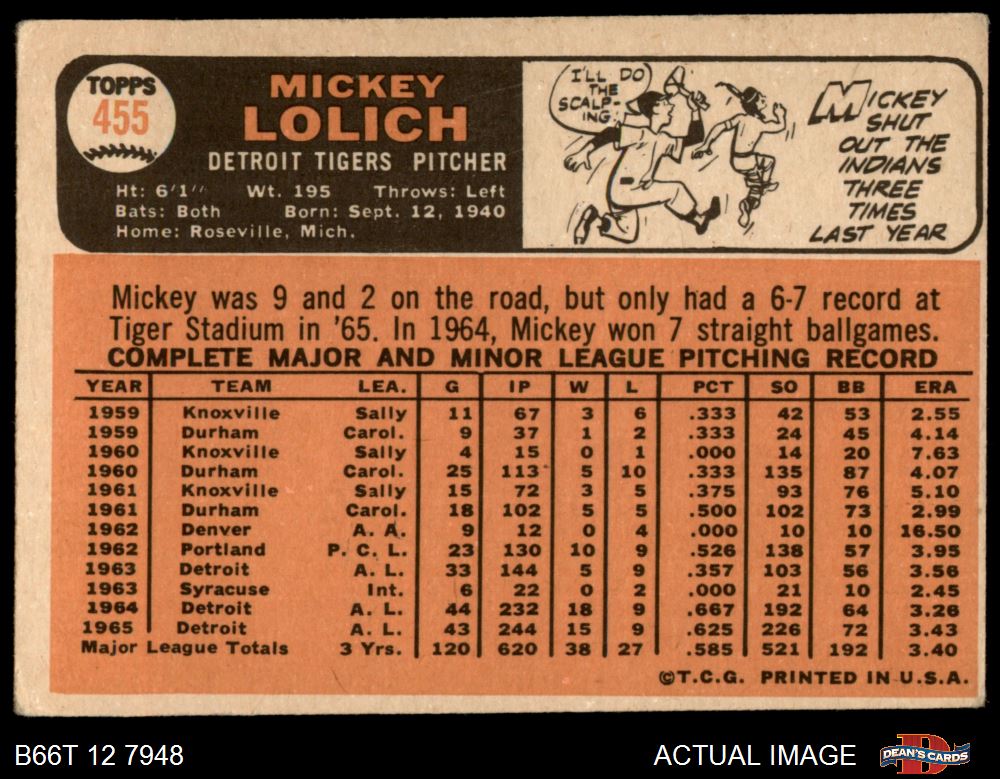 TOPPS
455
MICKEY
LOLICH
DETROIT TIGERS PITCHER
Ht: 6'1" Wt. 195 Throws: Left
Bats: Both Born: Sept. 12, 1940
Home: Roseville, Mich.
I'LL DO
THE
SCALP-
ING.
MICKEY
SHUT
OUT THE
INDIANS
THREE
TIMES
LAST YEAR
Mickey was 9 and 2 on the road, but only had a 6-7 record at
Tiger Stadium in '65. In 1964, Mickey won 7 straight ballgames.
COMPLETE MAJOR AND MINOR LEAGUE PITCHING RECORD
YEAR TEAM LEA. G IP W L PCT SO BB ERA
1959 Knoxville Sally 11 67 3 6 .333 42 53 2.55
1959 Durham Carol. 9 37 1 2 .333 24 45 4.14
1960 Knoxville Sally 4 15 0 1 .000 14 20 7.63
1960 Durham Carol. 25 113 5 10 .333 135 87 4.07
1961 Knoxville Sally 15 72 3 5 .375 93 76 5.10
1961 Durham Carol. 18 102 5 5 .500 102 73 2.99
1962 Denver A. A. 9 12 0 4 .000 10 10 16.50
1962 Portland P. C. L. 23 130 10 9 .526 138 57 3.95
1963 Detroit A. L. 33 144 5 9 .357 103 56 3.56
1963 Syracuse Int. 6 22 0 2 .000 21 10 2.45
1964 Detroit A. L. 44 232 18 9 .667 192 64 3.26
1965 Detroit A. L. 43 244 15 9 .625 226 72 3.43
Major League Totals 3 Yrs. 120 620 38 27 .585 521 192 3.40
©T.C.G. PRINTED IN U.S.A.
B66T 12 7948
ACTUAL IMAGE
DEAN'S CARDS